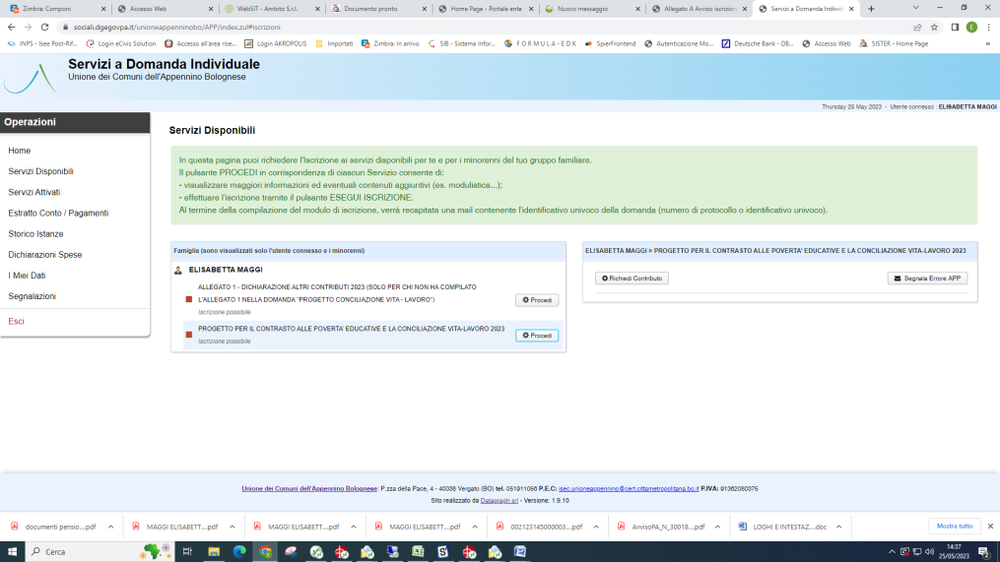 Zimbra: Componi
Accesso Web
WebSIT - Ambito S.r.l.
Documento pronto
Home Page - Portale ente
Nuovo messaggio
Allegato A Avviso iscrizion
Servizi a Domanda Individu
sociali.dgegovpa.it/unioneappenninobo/APP/index.zul#iscrizioni
E
INPS - Isee Post-Rif...
Login eCivis Solution
Accesso all'area rise...
Login AKROPOLIS
Importati
Zimbra: In arrivo
SIB - Sistema Infor...
F O R M U L A - E D K
SpierFrontend
Autenticazione Mo...
Deutsche Bank - DB...
Accesso Web
SISTER - Home Page
»
Servizi a Domanda Individuale
Unione dei Comuni dell'Appennino Bolognese
Thursday 25 May 2023 - Utente connesso : ELISABETTA MAGGI
Operazioni
Home
Servizi Disponibili
Servizi Attivati
Estratto Conto / Pagamenti
Storico Istanze
Dichiarazioni Spese
I Miei Dati
Segnalazioni
Esci
Servizi Disponibili
In questa pagina puoi richiedere l'Iscrizione ai servizi disponibili per te e per i minorenni del tuo gruppo familiare.
Il pulsante PROCEDI in corrispondenza di ciascun Servizio consente di:
- visualizzare maggiori informazioni ed eventuali contenuti aggiuntivi (es. modulistica...);
- effettuare l'iscrizione tramite il pulsante ESEGUI ISCRIZIONE.
Al termine della compilazione del modulo di iscrizione, verrà recapitata una mail contenente l'identificativo univoco della domanda (numero di protocollo o identificativo univoco).
Famiglia (sono visualizzati solo l'utente connesso e i minorenni)
ELISABETTA MAGGI
ALLEGATO 1 - DICHIARAZIONE ALTRI CONTRIBUTI 2023 (SOLO PER CHI NON HA COMPILATO
L'ALLEGATO 1 NELLA DOMANDA "PROGETTO CONCILIAZIONE VITA - LAVORO")
Iscrizione possibile
Procedi
PROGETTO PER IL CONTRASTO ALLE POVERTA' EDUCATIVE E LA CONCILIAZIONE VITA-LAVORO 2023
Iscrizione possibile
Procedi
ELISABETTA MAGGI > PROGETTO PER IL CONTRASTO ALLE POVERTA' EDUCATIVE E LA CONCILIAZIONE VITA-LAVORO 2023
Richiedi Contributo
Segnala Errore APP
Unione dei Comuni dell'Appennino Bolognese: P.zza della Pace, 4 - 40038 Vergato (BO) tel. 051911056 P.E.C: isec.unioneappennino@cert.cittametropolitana.bo.it P.IVA: 01362080375
Sito realizzato da Datagraph srl - Versione: 1.9.10
documenti pensio....pdf
MAGGI ELISABETT....pdf
MAGGI ELISABETT....pdf
MAGGI ELISABETT....pdf
002123145000003....pdf
AvvisoPA_N_30018....pdf
LOGHI E INTESTAZ....doc
Mostra tutto
Cerca
14:37
25/05/2023
2